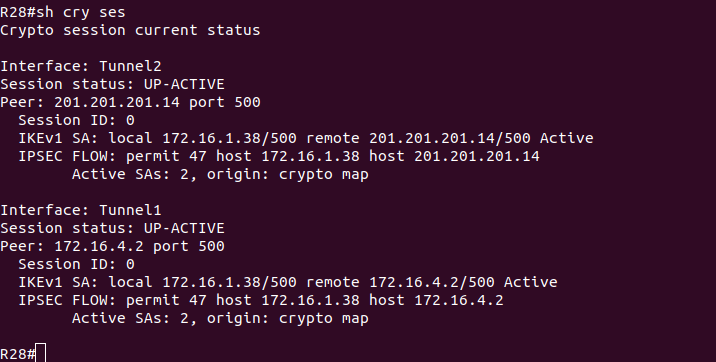 R28#sh cry ses
Crypto session current status
Interface: Tunnel2
Session status: UP-ACTIVE
Peer: 201.201.201.14 port 500
Session ID: 0
IKEv1 SA: local 172.16.1.38/500 remote 201.201.201.14/500 Active
IPSEC FLOW: permit 47 host 172.16.1.38 host 201.201.201.14
Active SAs: 2, origin: crypto map
Interface: Tunnel1
Session status: UP-ACTIVE
Peer: 172.16.4.2 port 500
Session ID: 0
IKEv1 SA: local 172.16.1.38/500 remote 172.16.4.2/500 Active
IPSEC FLOW: permit 47 host 172.16.1.38 host 172.16.4.2
Active SAs: 2, origin: crypto map
R28#